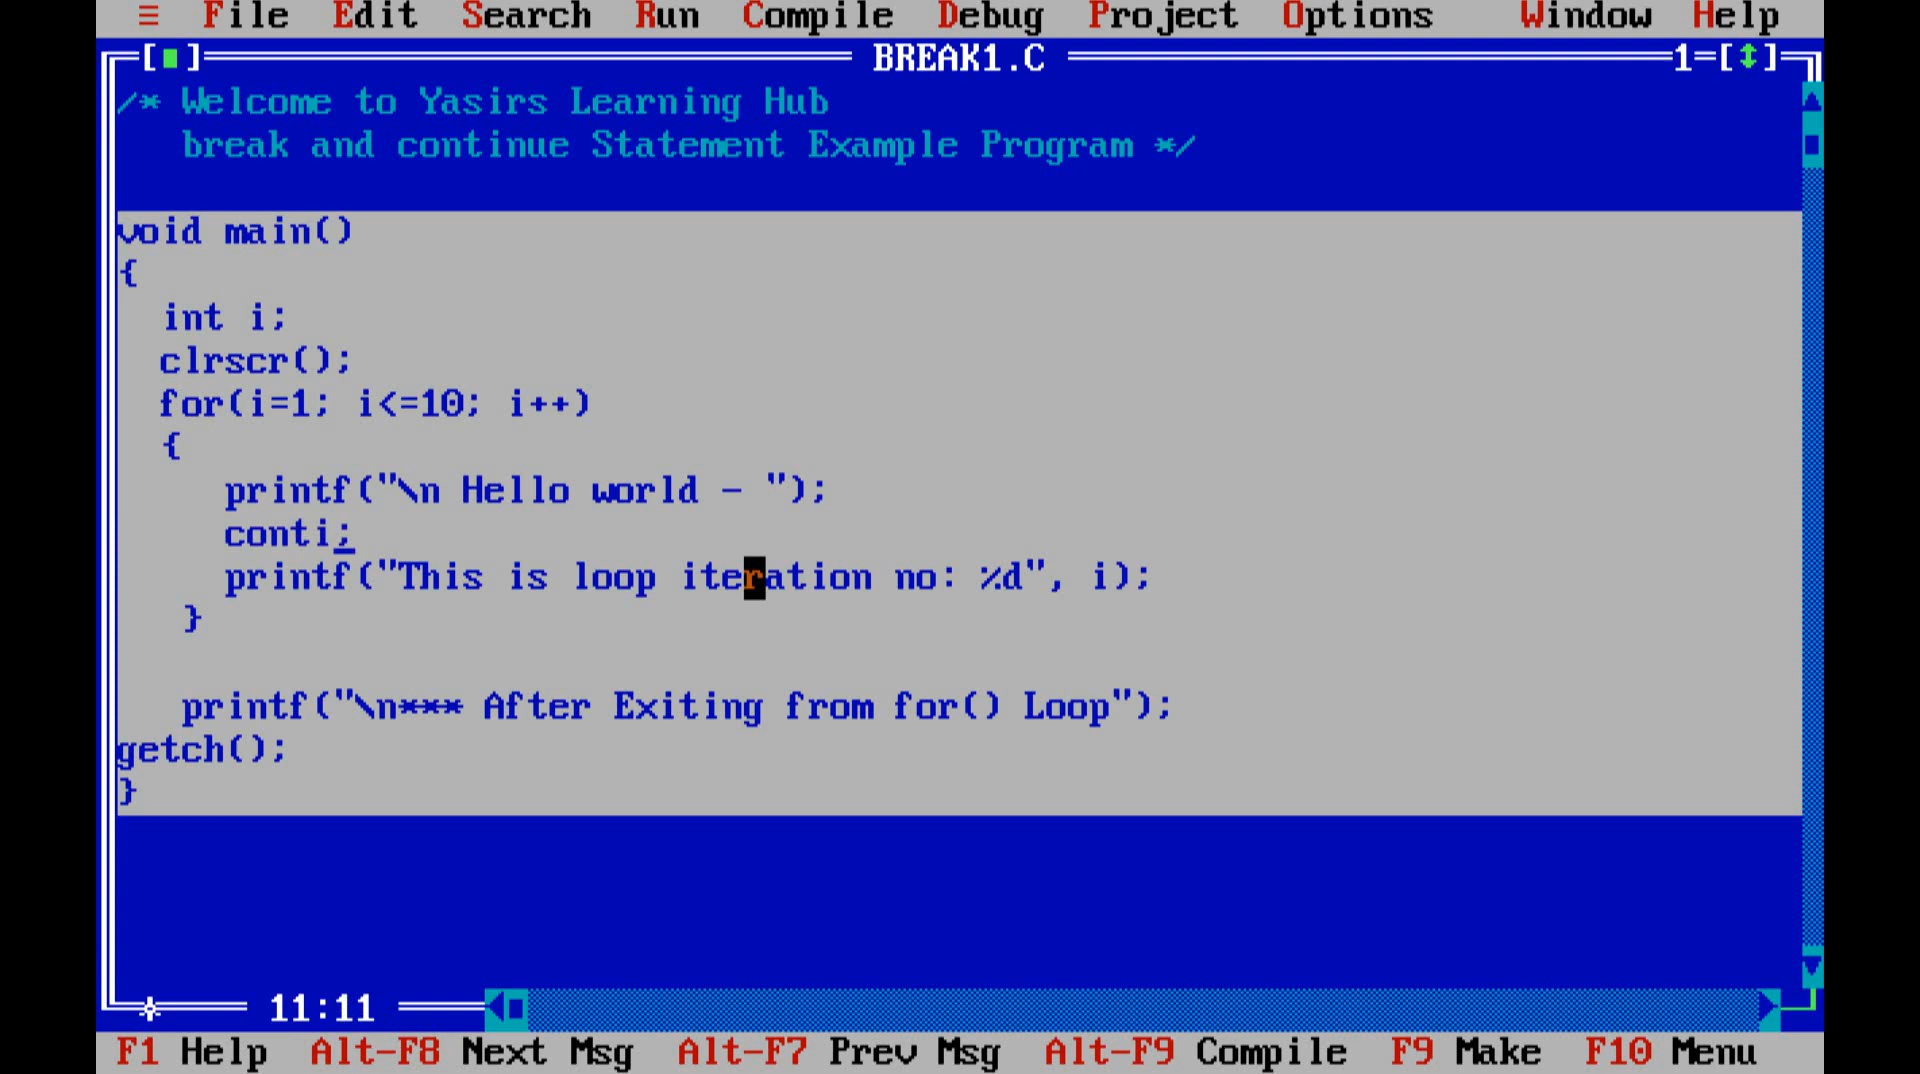 ≡ File Edit Search Run Compile Debug Project Options Window Help
[■] BREAK1.C 1=[↕]
/* Welcome to Yasirs Learning Hub
break and continue Statement Example Program */
void main()
{
int i;
clrscr();
for(i=1; i<=10; i++)
{
printf("\n Hello world - ");
conti;
printf("This is loop iteration no: %d", i);
}
printf("\n*** After Exiting from for() Loop");
getch();
}
11:11
F1 Help Alt-F8 Next Msg Alt-F7 Prev Msg Alt-F9 Compile F9 Make F10 Menu